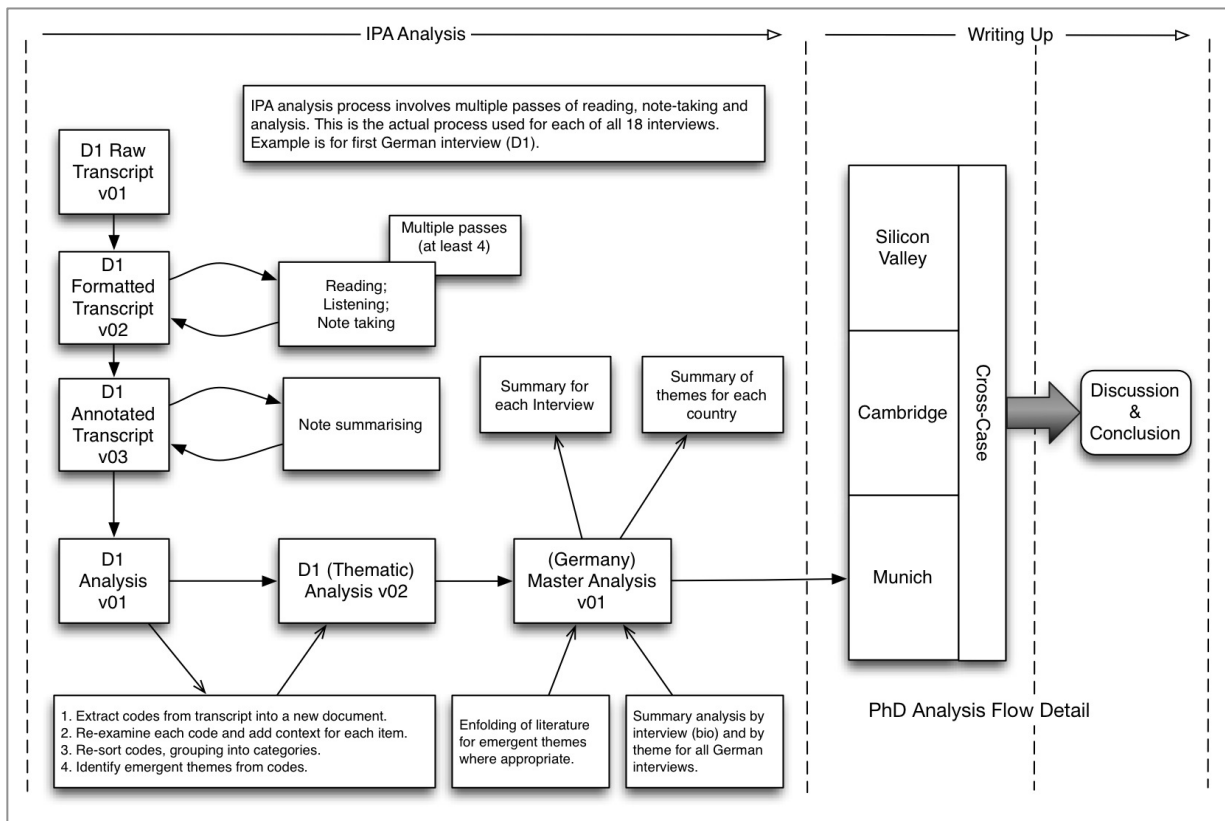 IPA Analysis
Writing Up
IPA analysis process involves multiple passes of reading, note-taking and
analysis. This is the actual process used for each of all 18 interviews.
Example is for first German interview (D1).
D1 Raw
Transcript
v01
D1
Formatted
Transcript
v02
Multiple passes
(at least 4)
Reading;
Listening;
Note taking
D1
Annotated
Transcript
v03
Note summarising
Summary for
each Interview
Summary of
themes for each
country
D1
Analysis
v01
D1 (Thematic)
Analysis v02
(Germany)
Master Analysis
v01
1. Extract codes from transcript into a new document.
2. Re-examine each code and add context for each item.
3. Re-sort codes, grouping into categories.
4. Identify emergent themes from codes.
Enfolding of literature
for emergent themes
where appropriate.
Summary analysis by
interview (bio) and by
theme for all German
interviews.
Silicon
Valley
Cambridge
Munich
Cross-Case
Discussion
&
Conclusion
PhD Analysis Flow Detail